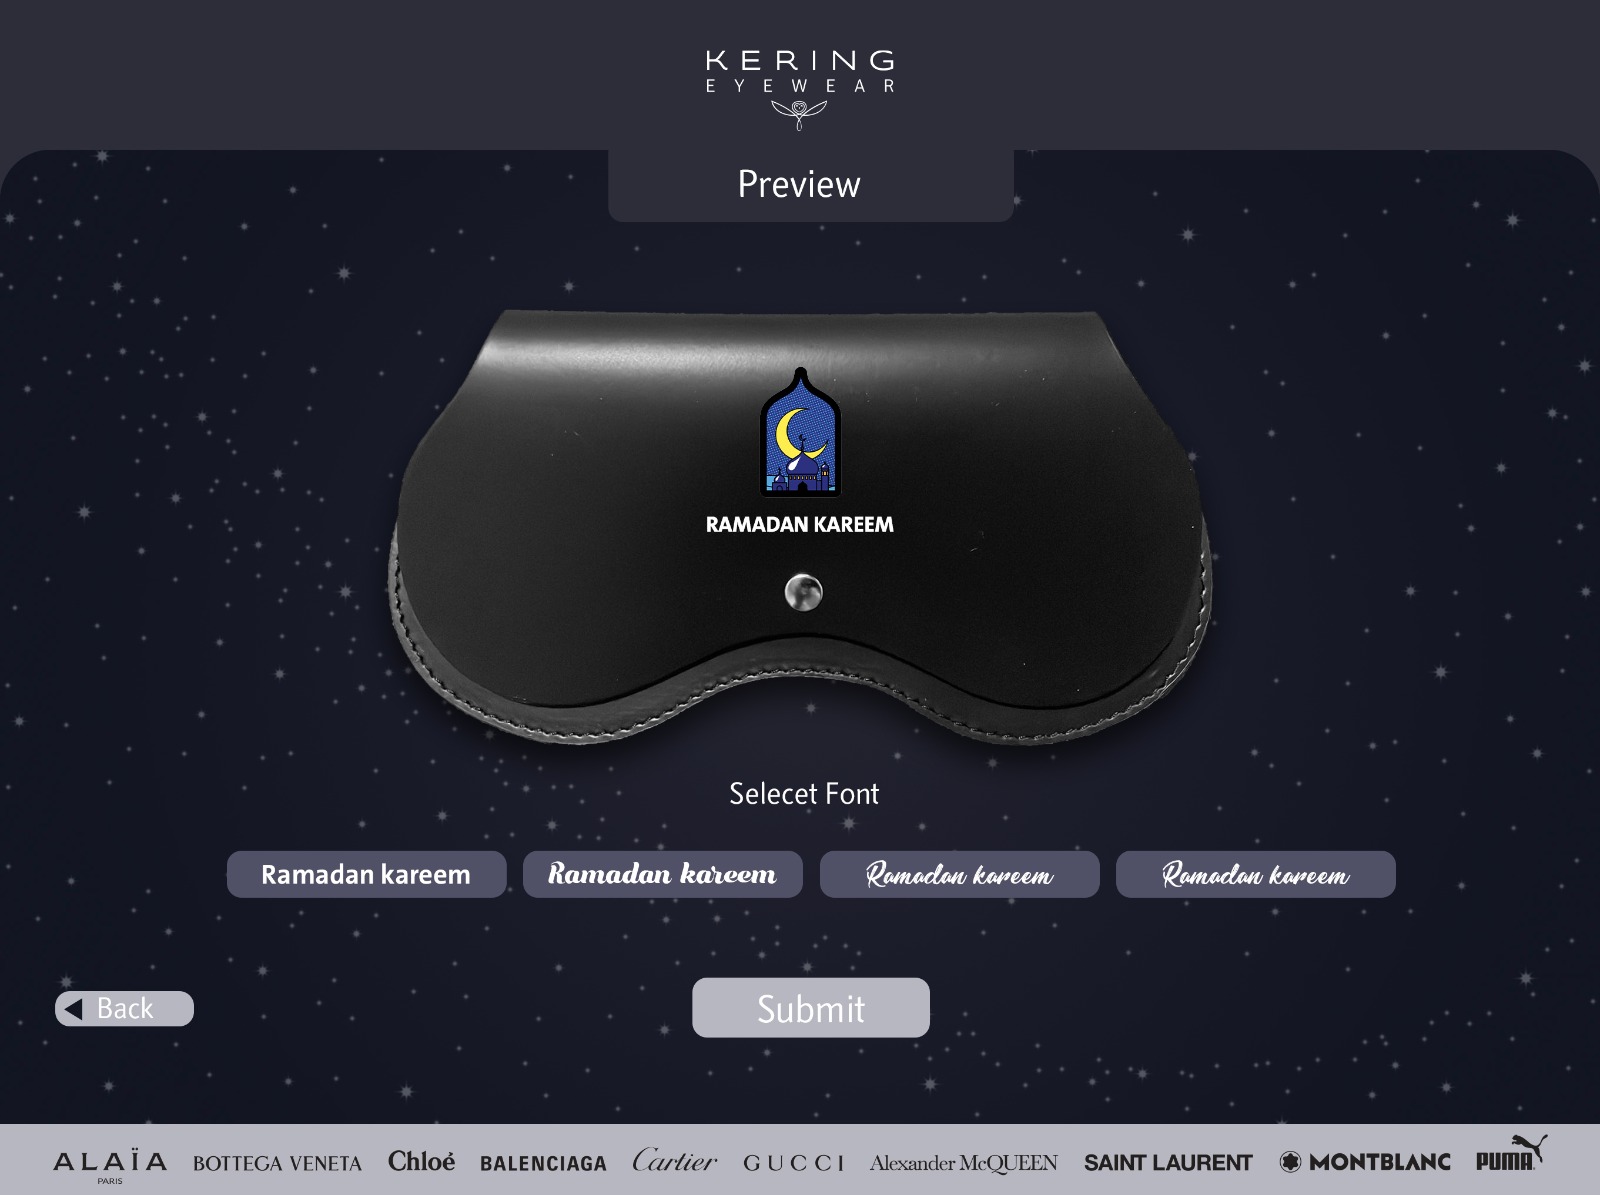 KERING
EYEWEAR
Preview
RAMADAN KAREEM
Selecet Font
Ramadan kareem
Ramadan kareem
Ramadan kareem
Ramadan kareem
Back
Submit
ALAÏA
PARIS
BOTTEGA VENETA
Chloé
BALENCIAGA
Cartier
GUCCI
Alexander McQUEEN
SAINT LAURENT
MONTBLANC
PUMA